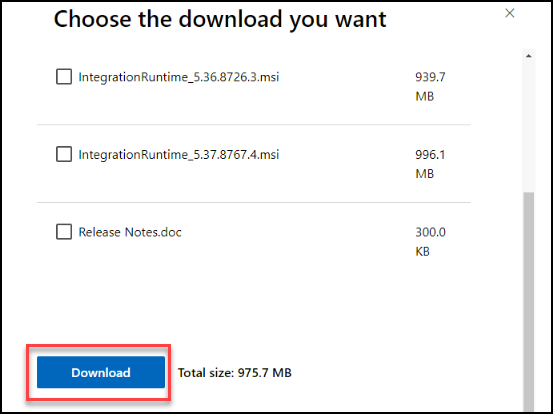 Choose the download you want
IntegrationRuntime_5.36.8726.3.msi 939.7
MB
IntegrationRuntime_5.37.8767.4.msi 996.1
MB
Release Notes.doc 300.0
KB
Download Total size: 975.7 MB